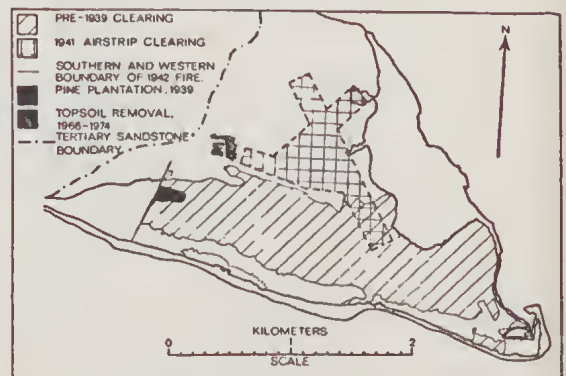 PRE-1939 CLEARING
1941 AIRSTRIP CLEARING
SOUTHERN AND WESTERN
BOUNDARY OF 1942 FIRE.
PINE PLANTATION, 1939
TOPSOIL REMOVAL,
1966-1974
TERTIARY SANDSTONE
BOUNDARY
N
KILOMETERS
0 2
SCALE